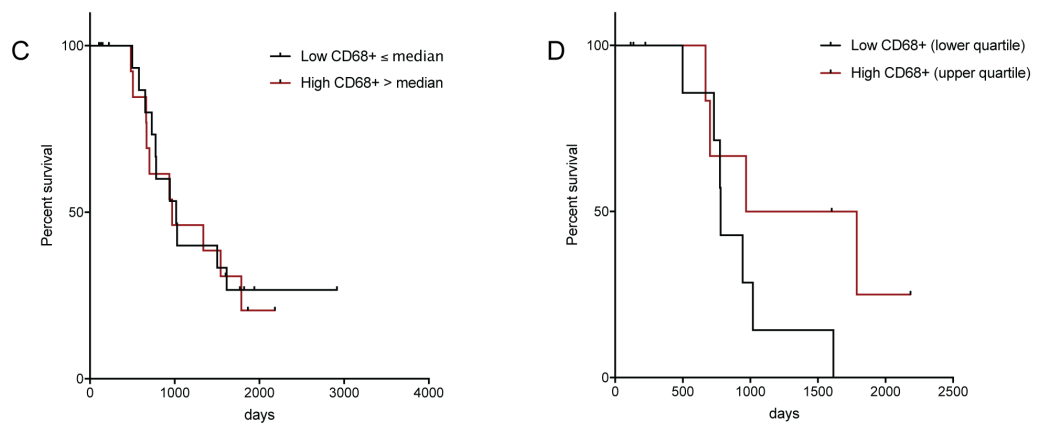 C
Low CD68+ ≤ median
High CD68+ > median
Percent survival
100
50
0
0 1000 2000 3000 4000
days
D
Low CD68+ (lower quartile)
High CD68+ (upper quartile)
Percent survival
100
50
0
0 500 1000 1500 2000 2500
days